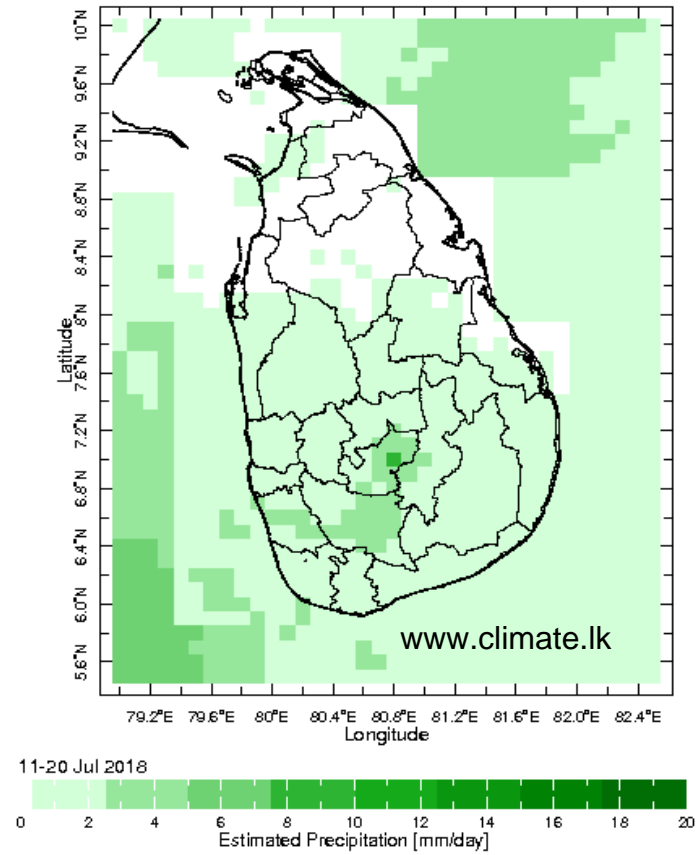 10°N
9.6°N
9.2°N
8.8°N
8.4°N
8°N
7.6°N
7.2°N
6.8°N
6.4°N
6.0°N
5.6°N
Latitude
www.climate.lk
79.2°E 79.6°E 80°E 80.4°E 80.8°E 81.2°E 81.6°E 82.0°E 82.4°E
Longitude
11-20 Jul 2018
0 2 4 6 8 10 12 14 16 18 20
Estimated Precipitation [mm/day]